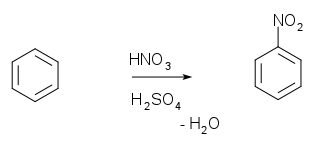 NO₂
HNO₃
H₂SO₄
- H₂O